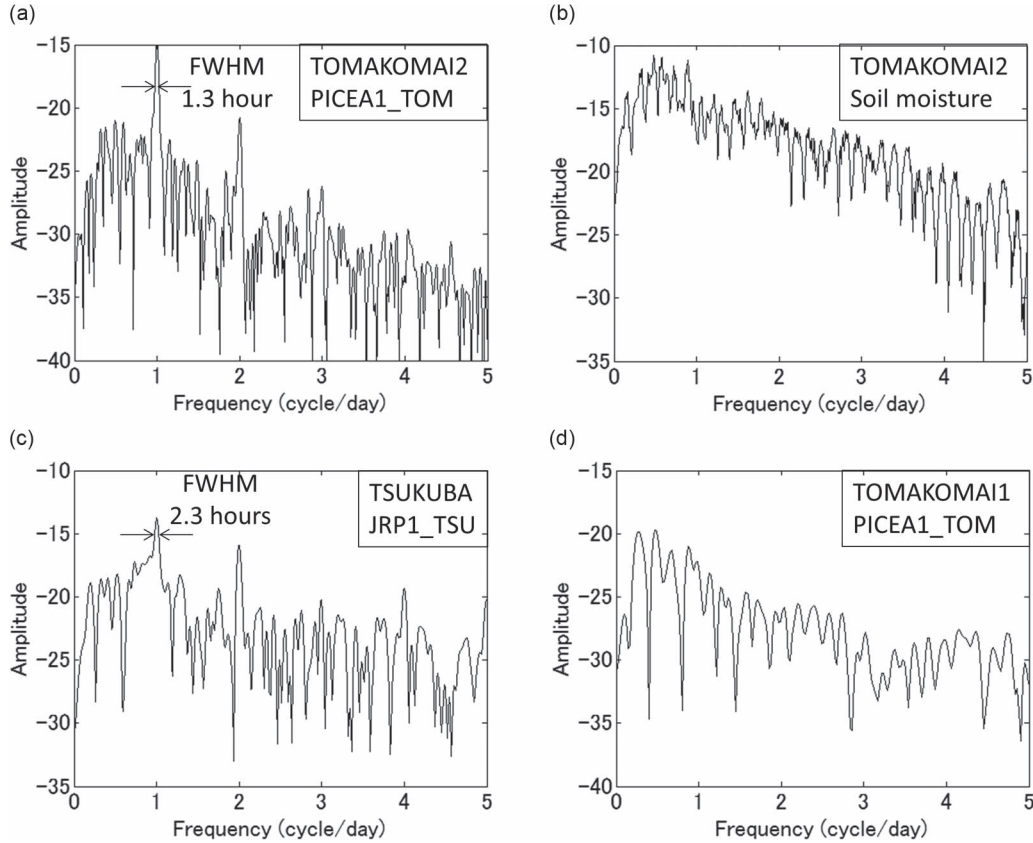 (a)
−15
−20
−25
−30
−35
−40
Amplitude
FWHM
1.3 hour
TOMAKOMAI2
PICEA1_TOM
0 1 2 3 4 5
Frequency (cycle/day)
(b)
−10
−15
−20
−25
−30
−35
Amplitude
TOMAKOMAI2
Soil moisture
0 1 2 3 4 5
Frequency (cycle/day)
(c)
−10
−15
−20
−25
−30
−35
Amplitude
FWHM
2.3 hours
TSUKUBA
JRP1_TSU
0 1 2 3 4 5
Frequency (cycle/day)
(d)
−15
−20
−25
−30
−35
−40
Amplitude
TOMAKOMAI1
PICEA1_TOM
0 1 2 3 4 5
Frequency (cycle/day)